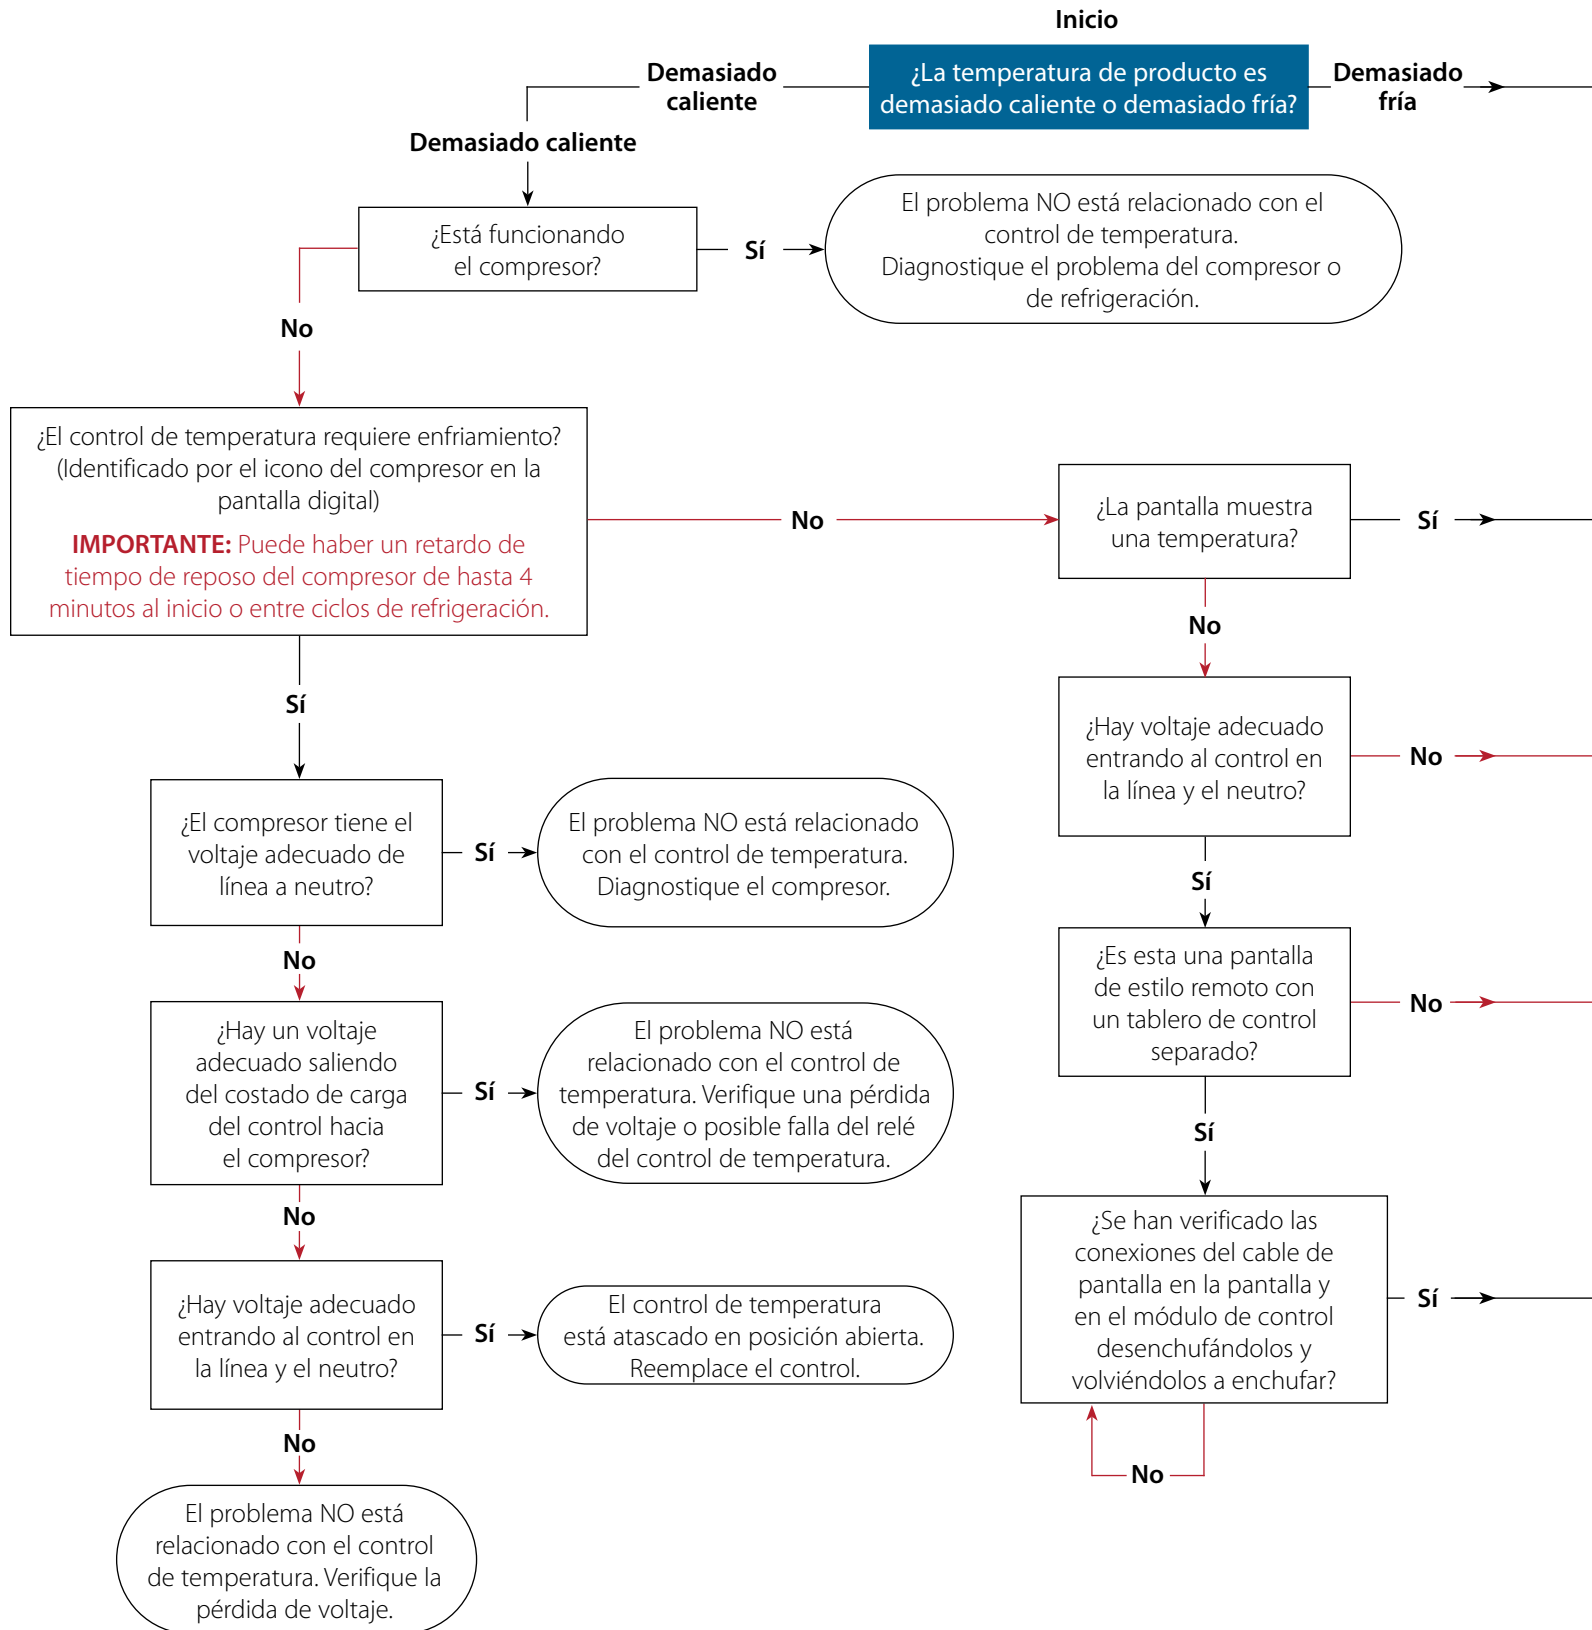 Inicio
¿La temperatura de producto es
demasiado caliente o demasiado fría?
Demasiado
caliente
Demasiado
fría
Demasiado caliente
¿Está funcionando
el compresor?
Sí
El problema NO está relacionado con el
control de temperatura.
Diagnostique el problema del compresor o
de refrigeración.
No
¿El control de temperatura requiere enfriamiento?
(Identificado por el icono del compresor en la
pantalla digital)
IMPORTANTE: Puede haber un retardo de
tiempo de reposo del compresor de hasta 4
minutos al inicio o entre ciclos de refrigeración.
No
¿La pantalla muestra
una temperatura?
Sí
No
Sí
¿Hay voltaje adecuado
entrando al control en
la línea y el neutro?
No
¿El compresor tiene el
voltaje adecuado de
línea a neutro?
Sí
El problema NO está relacionado
con el control de temperatura.
Diagnostique el compresor.
Sí
No
¿Es esta una pantalla
de estilo remoto con
un tablero de control
separado?
No
¿Hay un voltaje
adecuado saliendo
del costado de carga
del control hacia
el compresor?
Sí
El problema NO está
relacionado con el control de
temperatura. Verifique una pérdida
de voltaje o posible falla del relé
del control de temperatura.
Sí
No
¿Se han verificado las
conexiones del cable de
pantalla en la pantalla y
en el módulo de control
desenchufándolos y
volviéndolos a enchufar?
Sí
No
¿Hay voltaje adecuado
entrando al control en
la línea y el neutro?
Sí
El control de temperatura
está atascado en posición abierta.
Reemplace el control.
No
El problema NO está
relacionado con el control
de temperatura. Verifique la
pérdida de voltaje.